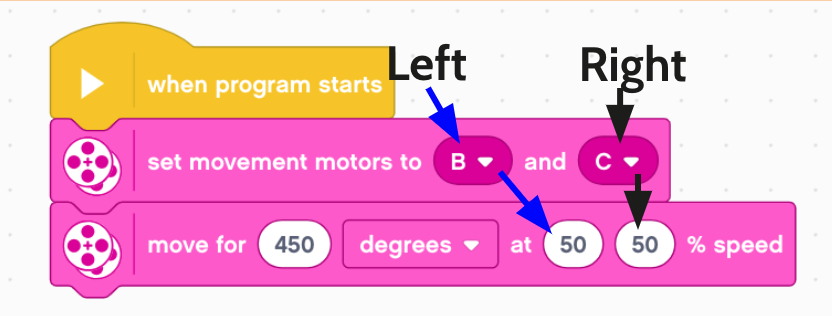 Left Right
when program starts
set movement motors to B and C
move for 450 degrees at 50 50 % speed